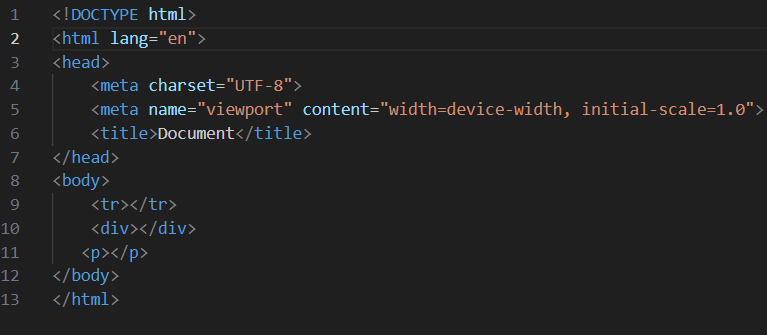 1 <!DOCTYPE html>
2 <html lang="en">
3 <head>
4     <meta charset="UTF-8">
5     <meta name="viewport" content="width=device-width, initial-scale=1.0">
6     <title>Document</title>
7 </head>
8 <body>
9     <tr></tr>
10     <div></div>
11    <p></p>
12 </body>
13 </html>